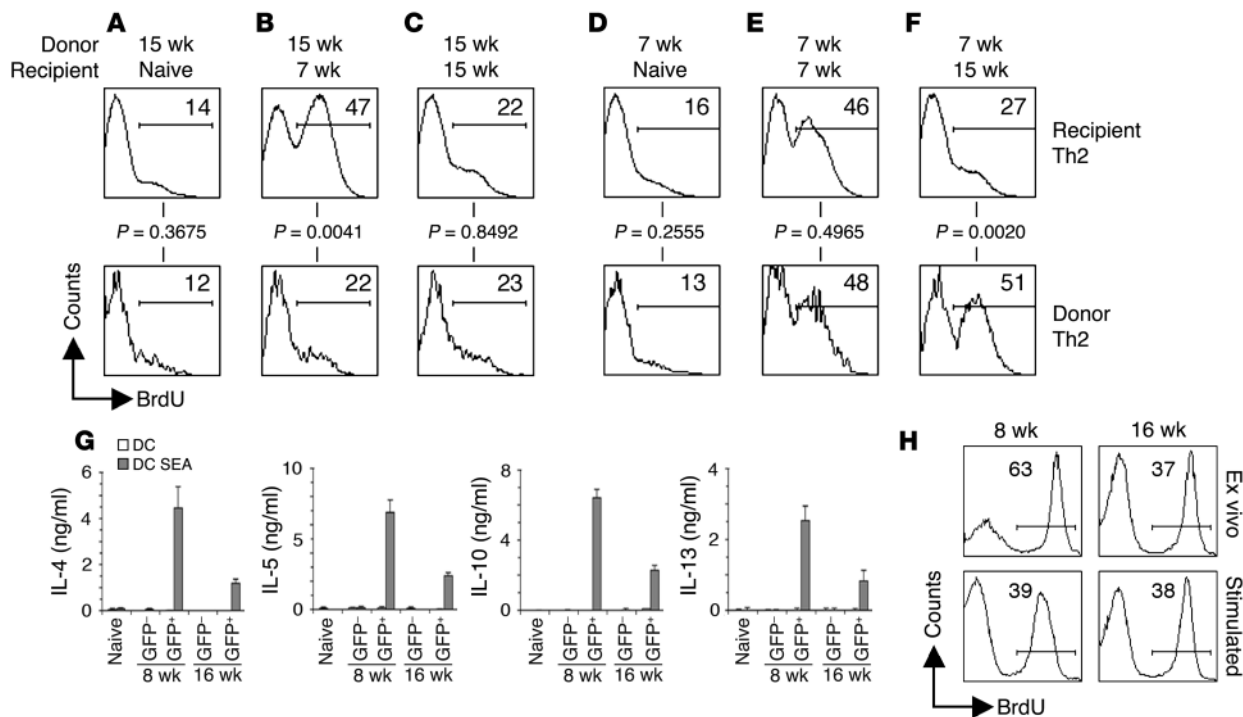 A B C D E F
Donor 15 wk 15 wk 15 wk 7 wk 7 wk 7 wk
Recipient Naive 7 wk 15 wk Naive 7 wk 15 wk
14 47 22 16 46 27
Recipient
Th2
P = 0.3675 P = 0.0041 P = 0.8492 P = 0.2555 P = 0.4965 P = 0.0020
12 22 23 13 48 51
Donor
Th2
Counts
BrdU
G
DC
DC SEA
IL-4 (ng/ml)
6
4
2
0
Naive GFP- GFP+ GFP- GFP+
8 wk 16 wk
IL-5 (ng/ml)
10
5
0
Naive GFP- GFP+ GFP- GFP+
8 wk 16 wk
IL-10 (ng/ml)
8
4
0
Naive GFP- GFP+ GFP- GFP+
8 wk 16 wk
IL-13 (ng/ml)
4
2
0
Naive GFP- GFP+ GFP- GFP+
8 wk 16 wk
H
8 wk 16 wk
63 37
Ex vivo
39 38
Stimulated
Counts
BrdU